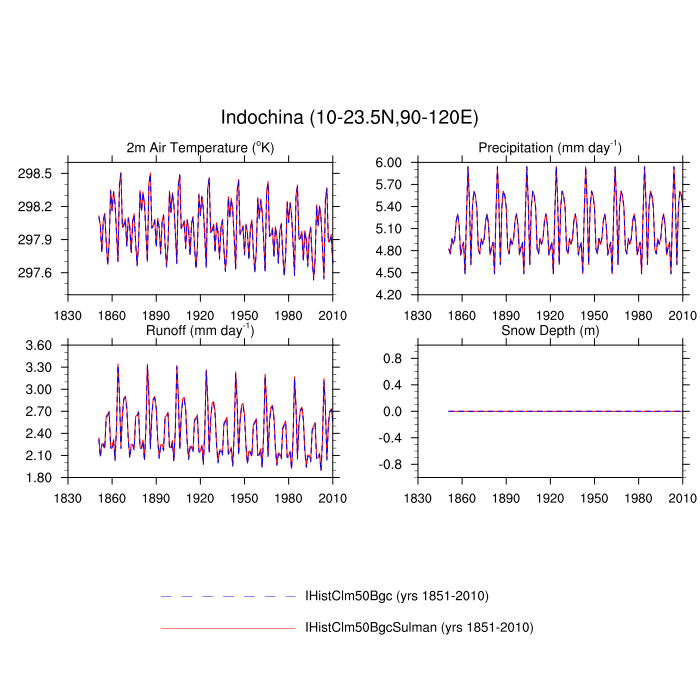 Indochina (10-23.5N,90-120E)
2m Air Temperature (°K)
Precipitation (mm day⁻¹)
298.5
298.2
297.9
297.6
6.00
5.70
5.40
5.10
4.80
4.50
4.20
1830 1860 1890 1920 1950 1980 2010
1830 1860 1890 1920 1950 1980 2010
Runoff (mm day⁻¹)
Snow Depth (m)
3.60
3.30
3.00
2.70
2.40
2.10
1.80
0.8
0.4
0.0
-0.4
-0.8
1830 1860 1890 1920 1950 1980 2010
1830 1860 1890 1920 1950 1980 2010
IHistClm50Bgc (yrs 1851-2010)
IHistClm50BgcSulman (yrs 1851-2010)